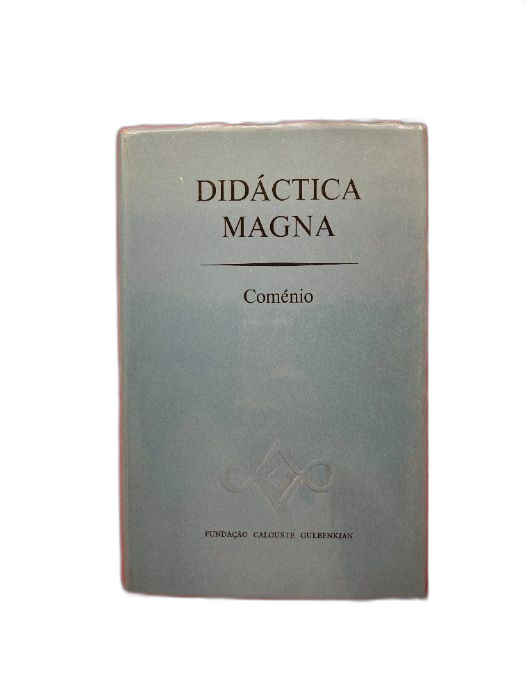 DIDÁCTICA
MAGNA
Coménio
FUNDAÇÃO CALOUSTE GULBENKIAN